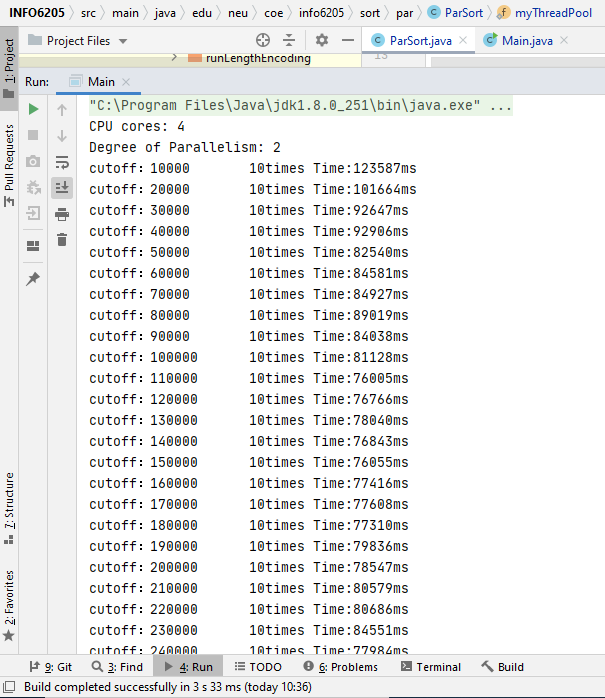 INFO6205 > src > main > java > edu > neu > coe > info6205 > sort > par > ParSort > myThreadPool
Project Files ParSort.java × Main.java ×
runLengthEncoding 13
Run: Main ×
"C:\Program Files\Java\jdk1.8.0_251\bin\java.exe" ...
CPU cores: 4
Degree of Parallelism: 2
cutoff: 10000 10times Time:123587ms
cutoff: 20000 10times Time:101664ms
cutoff: 30000 10times Time:92647ms
cutoff: 40000 10times Time:92906ms
cutoff: 50000 10times Time:82540ms
cutoff: 60000 10times Time:84581ms
cutoff: 70000 10times Time:84927ms
cutoff: 80000 10times Time:89019ms
cutoff: 90000 10times Time:84038ms
cutoff: 100000 10times Time:81128ms
cutoff: 110000 10times Time:76005ms
cutoff: 120000 10times Time:76766ms
cutoff: 130000 10times Time:78040ms
cutoff: 140000 10times Time:76843ms
cutoff: 150000 10times Time:76055ms
cutoff: 160000 10times Time:77416ms
cutoff: 170000 10times Time:77608ms
cutoff: 180000 10times Time:77310ms
cutoff: 190000 10times Time:79836ms
cutoff: 200000 10times Time:78547ms
cutoff: 210000 10times Time:80579ms
cutoff: 220000 10times Time:80686ms
cutoff: 230000 10times Time:84551ms
cutoff: 240000 10times Time:77984ms
1: Project
Pull Requests
7: Structure
2: Favorites
9: Git 3: Find 4: Run TODO 6: Problems Terminal Build
Build completed successfully in 3 s 33 ms (today 10:36)